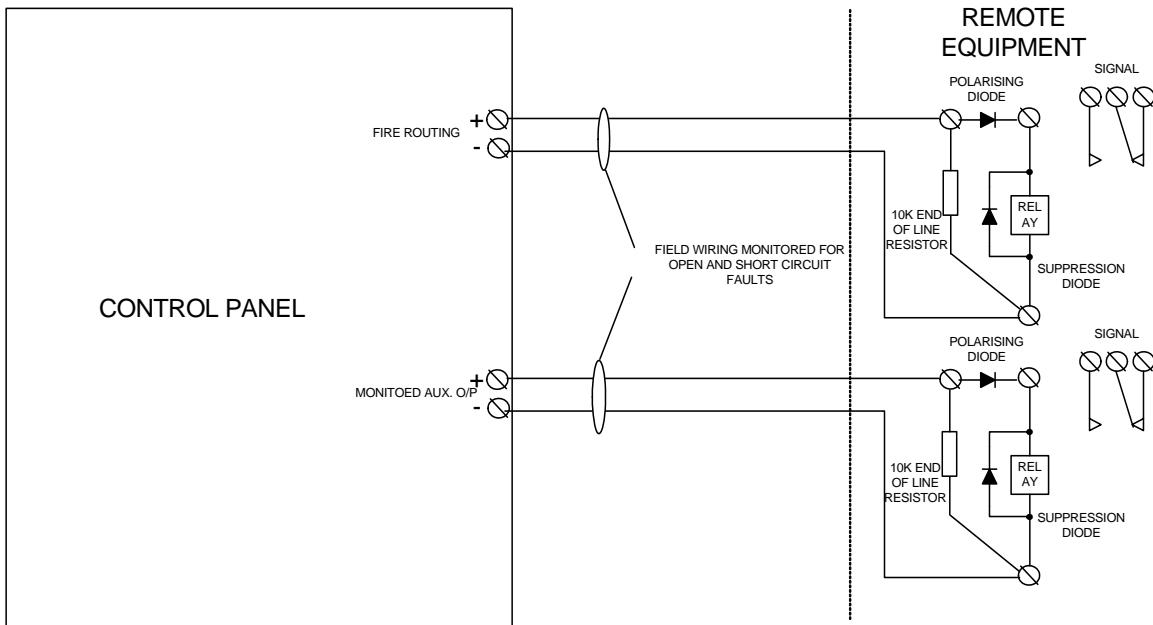 REMOTE
EQUIPMENT
SIGNAL
POLARISING
DIODE
+
FIRE ROUTING
-
REL
AY
10K END
OF LINE
RESISTOR
FIELD WIRING MONITORED FOR
OPEN AND SHORT CIRCUIT
FAULTS
SUPPRESSION
DIODE
CONTROL PANEL
SIGNAL
POLARISING
DIODE
+
MONITOED AUX. O/P
-
REL
AY
10K END
OF LINE
RESISTOR
SUPPRESSION
DIODE